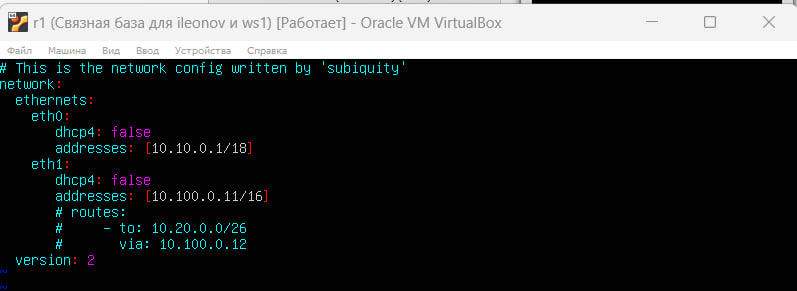 r1 (Связная база для ileonov и ws1) [Работает] - Oracle VM VirtualBox
Файл Машина Вид Ввод Устройства Справка
# This is the network config written by 'subiquity'
network:
  ethernets:
    eth0:
       dhcp4: false
       addresses: [10.10.0.1/18]
    eth1:
       dhcp4: false
       addresses: [10.100.0.11/16]
       # routes:
       #     - to: 10.20.0.0/26
       #       via: 10.100.0.12
  version: 2
~
~